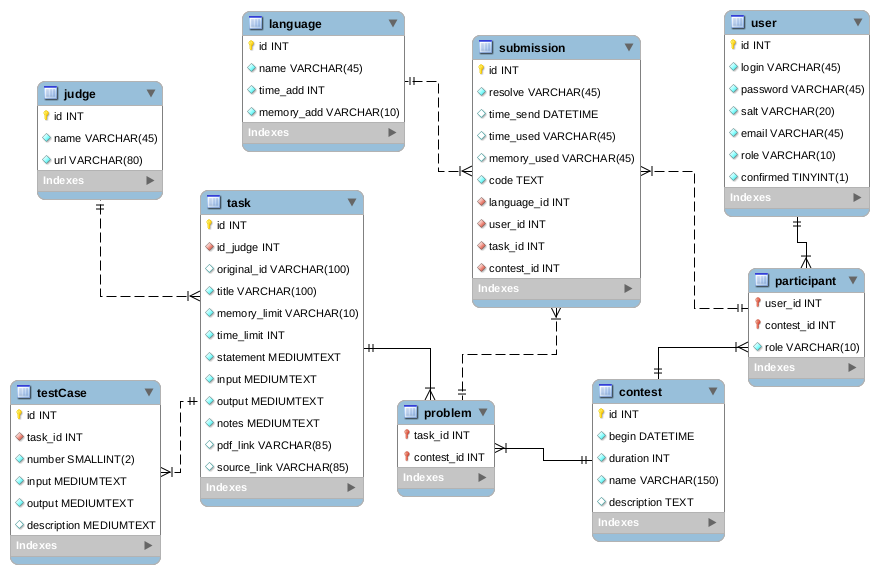 language
id INT
name VARCHAR(45)
time_add INT
memory_add VARCHAR(10)
Indexes
submission
id INT
resolve VARCHAR(45)
time_send DATETIME
time_used VARCHAR(45)
memory_used VARCHAR(45)
code TEXT
language_id INT
user_id INT
task_id INT
contest_id INT
Indexes
user
id INT
login VARCHAR(45)
password VARCHAR(45)
salt VARCHAR(20)
email VARCHAR(45)
role VARCHAR(10)
confirmed TINYINT(1)
Indexes
judge
id INT
name VARCHAR(45)
url VARCHAR(80)
Indexes
task
id INT
id_judge INT
original_id VARCHAR(100)
title VARCHAR(100)
memory_limit VARCHAR(10)
time_limit INT
statement MEDIUMTEXT
input MEDIUMTEXT
output MEDIUMTEXT
notes MEDIUMTEXT
pdf_link VARCHAR(85)
source_link VARCHAR(85)
Indexes
participant
user_id INT
contest_id INT
role VARCHAR(10)
Indexes
testCase
id INT
task_id INT
number SMALLINT(2)
input MEDIUMTEXT
output MEDIUMTEXT
description MEDIUMTEXT
Indexes
problem
task_id INT
contest_id INT
Indexes
contest
id INT
begin DATETIME
duration INT
name VARCHAR(150)
description TEXT
Indexes